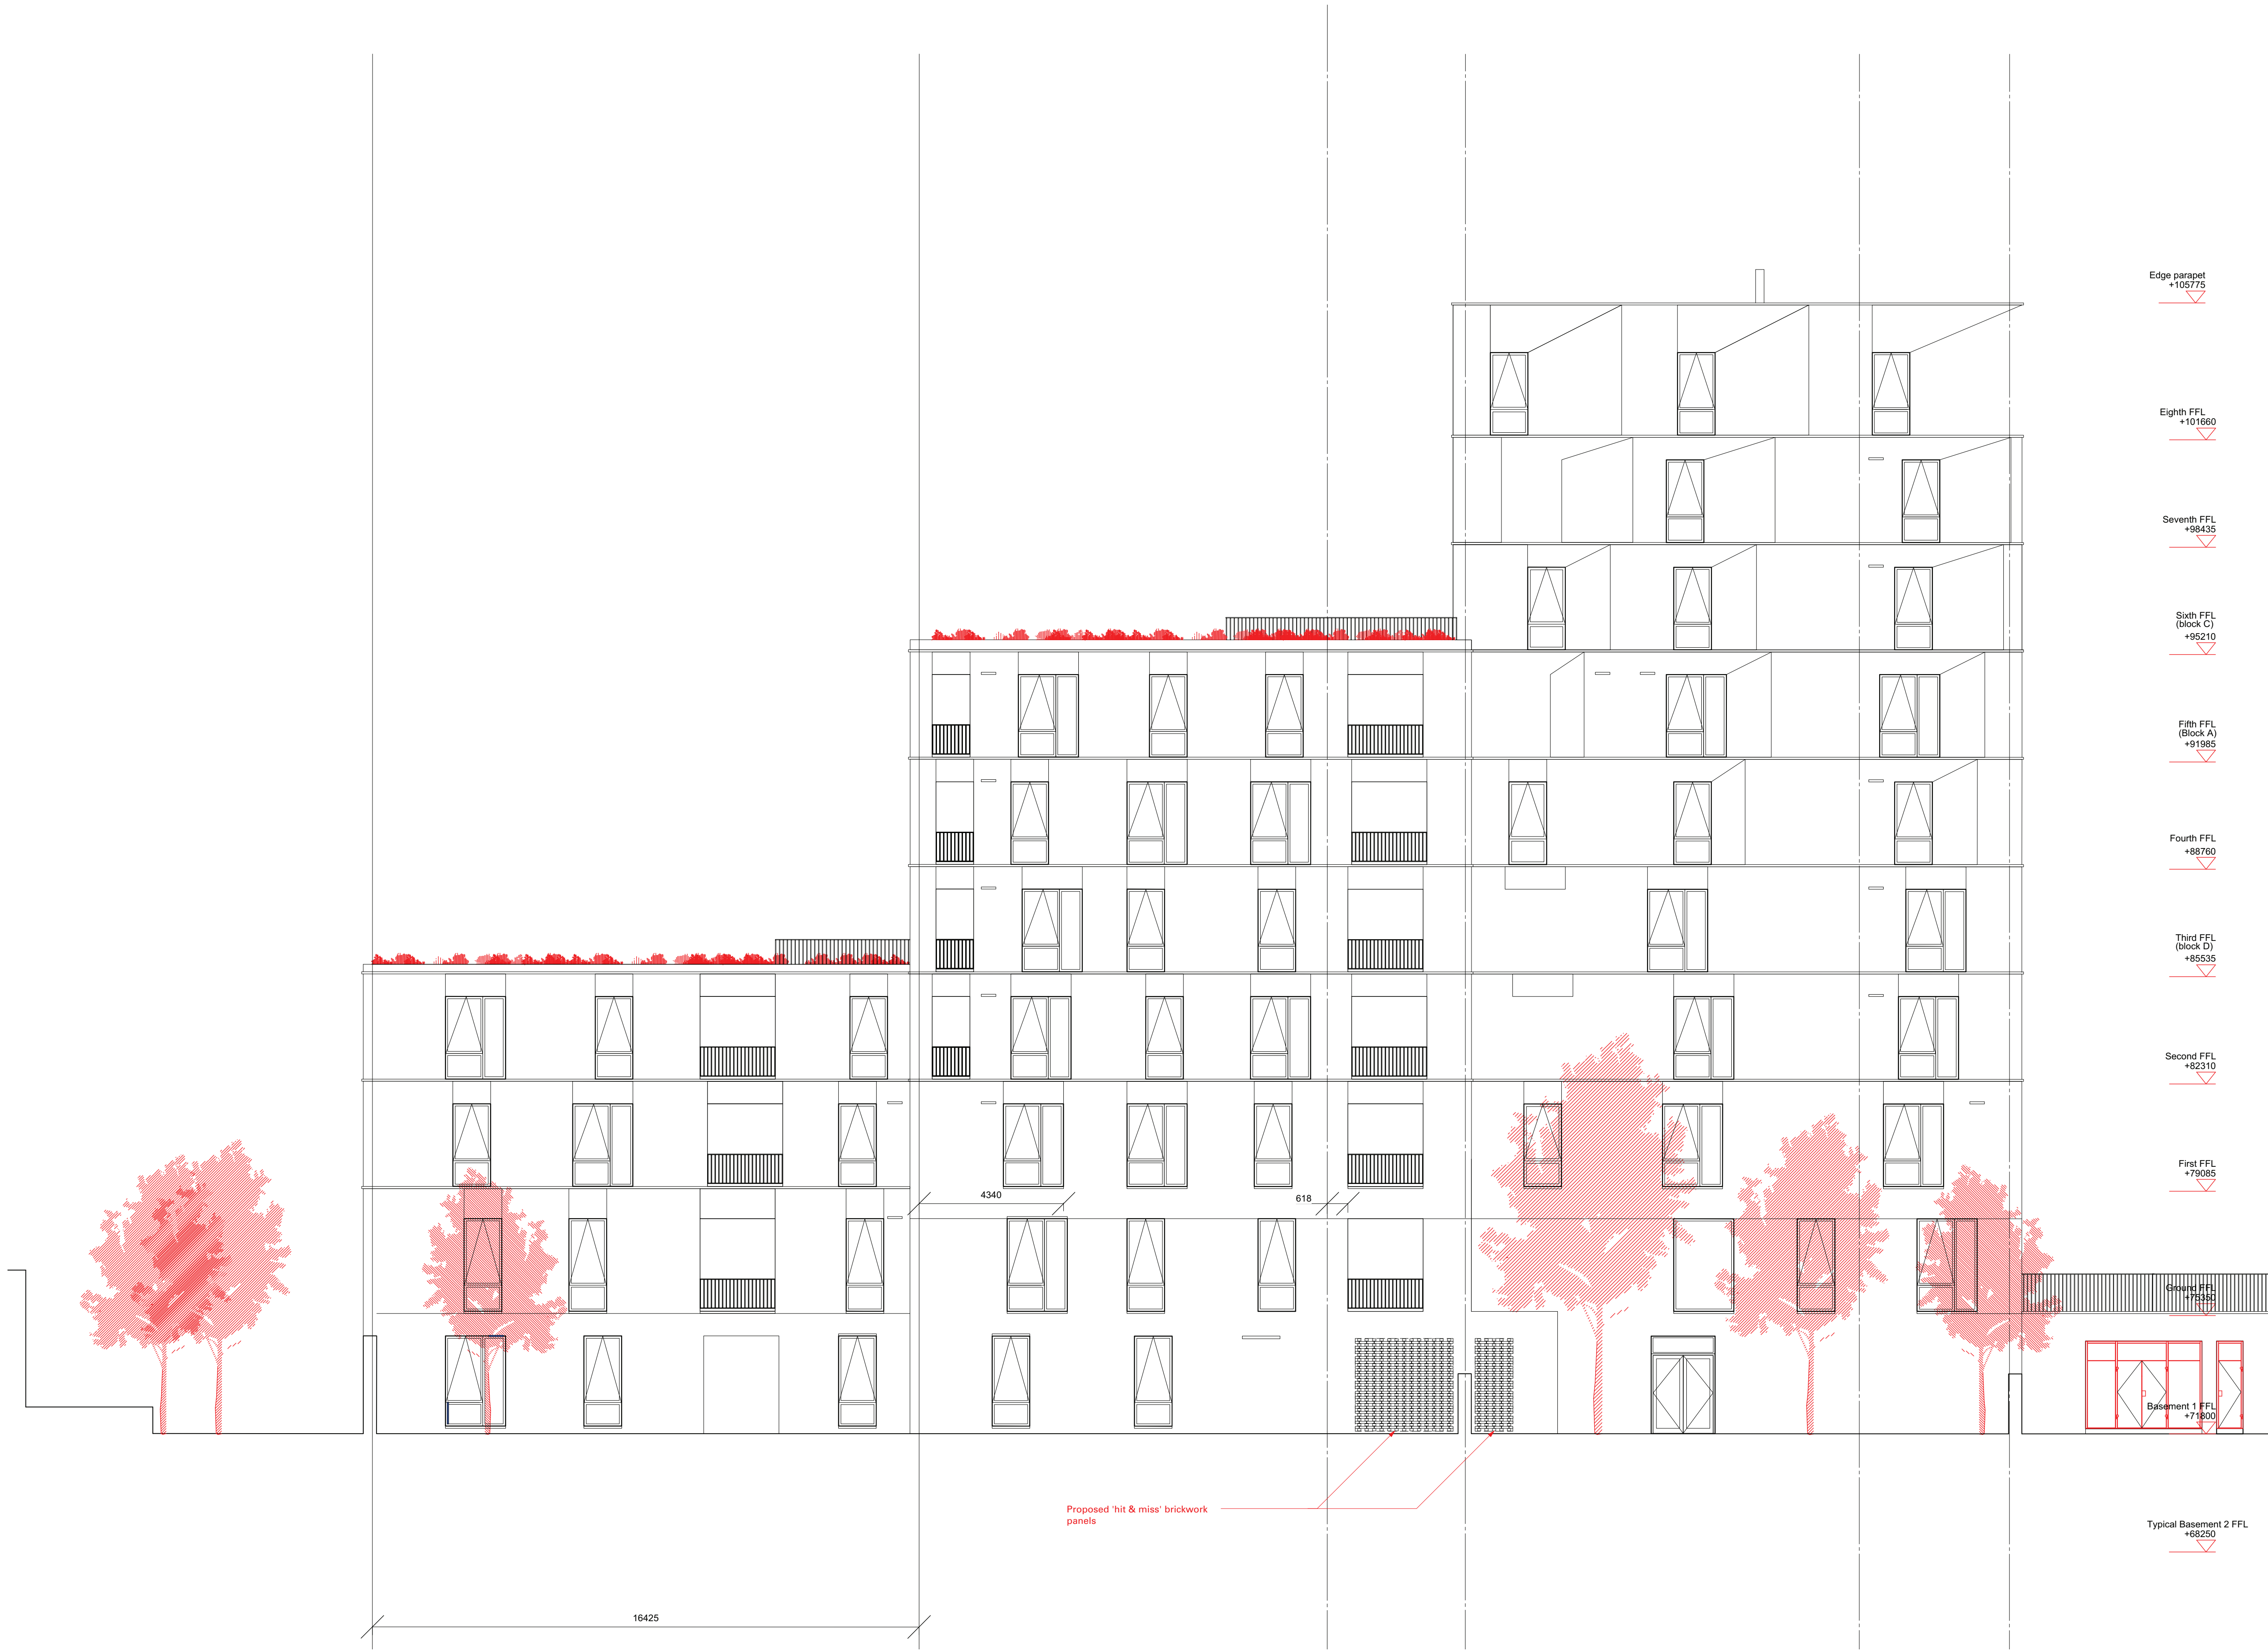 Edge parapet
+105775
Eighth FFL
+101660
Seventh FFL
+98435
Sixth FFL
(block C)
+95210
Fifth FFL
(Block A)
+91985
Fourth FFL
+88760
Third FFL
(block D)
+85535
Second FFL
+82310
First FFL
+79085
4340
618
Ground FFL
+75350
Basement 1 FFL
+71800
Proposed 'hit & miss' brickwork
panels
Typical Basement 2 FFL
+68250
16425